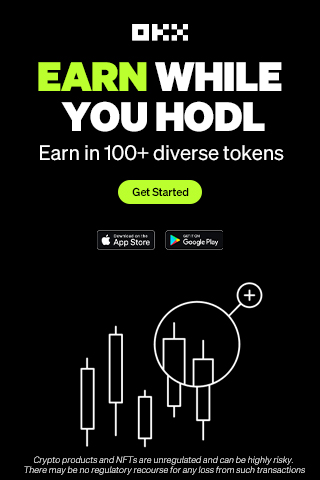 OKX
EARN WHILE
YOU HODL
Earn in 100+ diverse tokens
Get Started
Download on the
App Store
GET IT ON
Google Play
Crypto products and NFTs are unregulated and can be highly risky.
There may be no regulatory recourse for any loss from such transactions